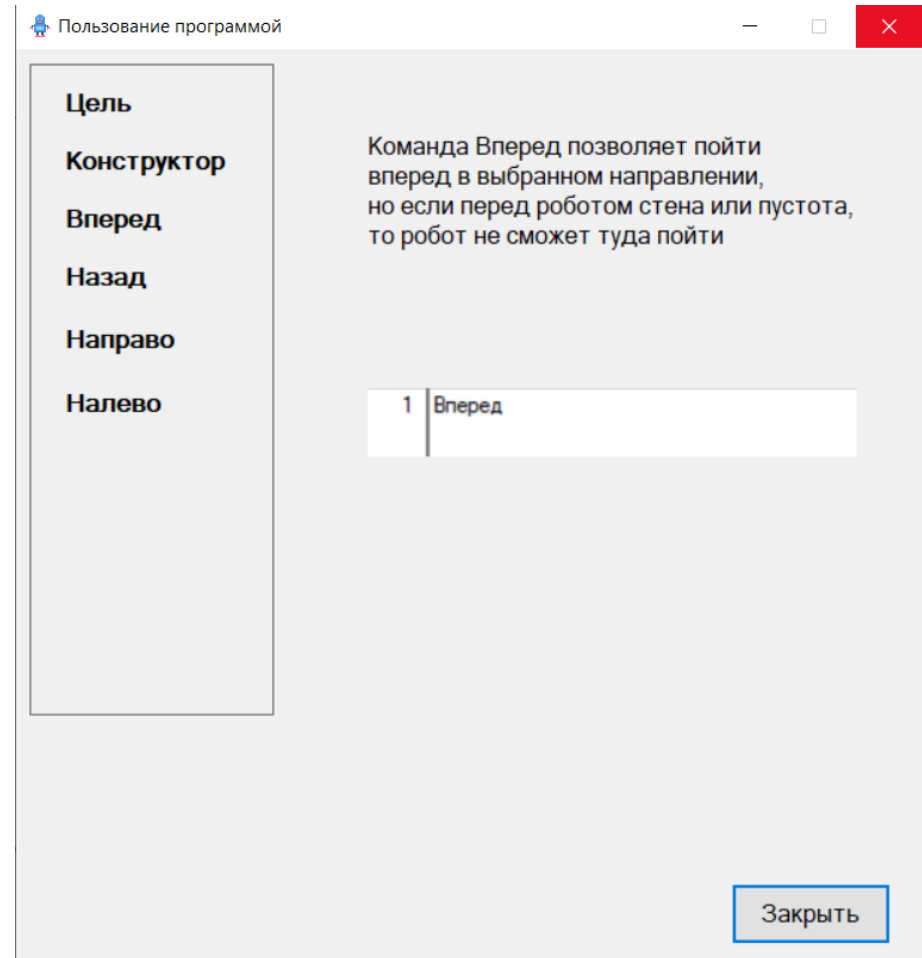 Пользование программой
Цель
Конструктор
Вперед
Назад
Направо
Налево
Команда Вперед позволяет пойти
вперед в выбранном направлении,
но если перед роботом стена или пустота,
то робот не сможет туда пойти
1 Вперед
Закрыть